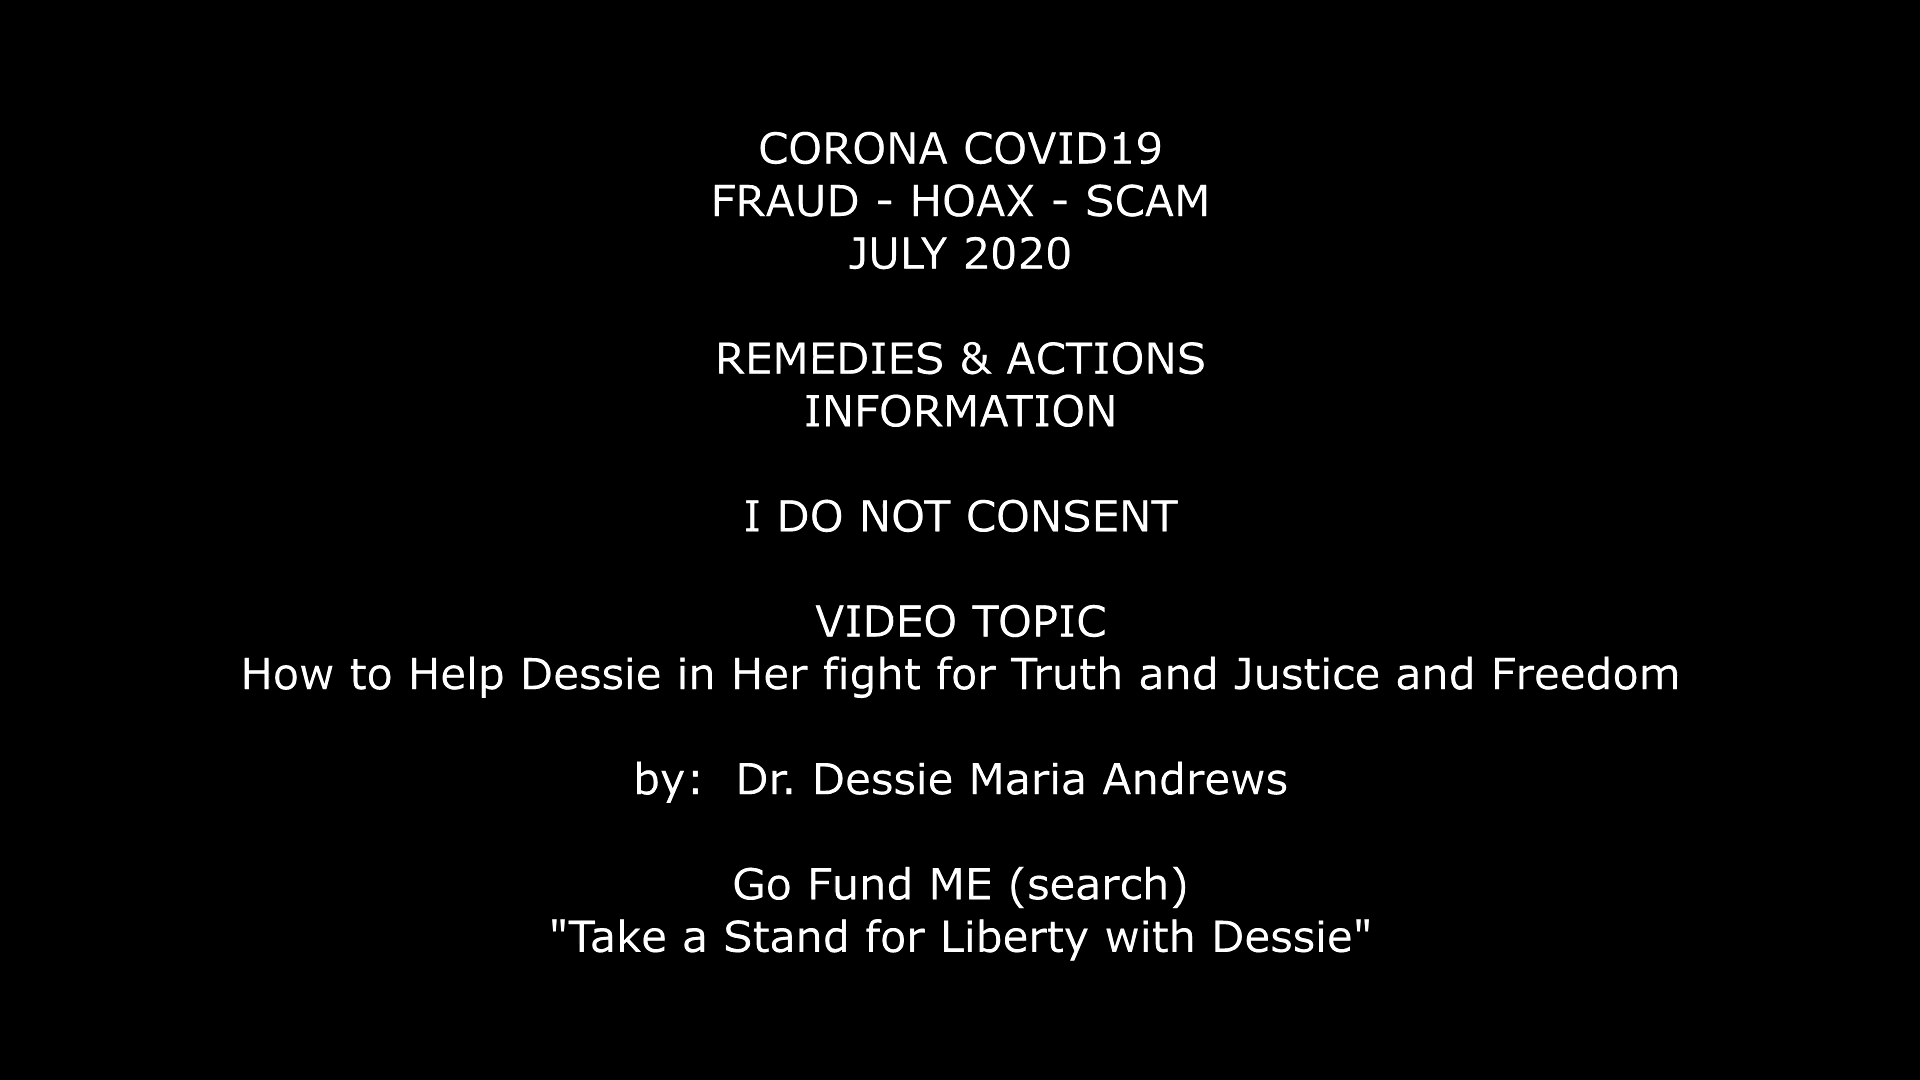 CORONA COVID19
FRAUD - HOAX - SCAM
JULY 2020
REMEDIES & ACTIONS
INFORMATION
I DO NOT CONSENT
VIDEO TOPIC
How to Help Dessie in Her fight for Truth and Justice and Freedom
by:  Dr. Dessie Maria Andrews
Go Fund ME (search)
"Take a Stand for Liberty with Dessie"